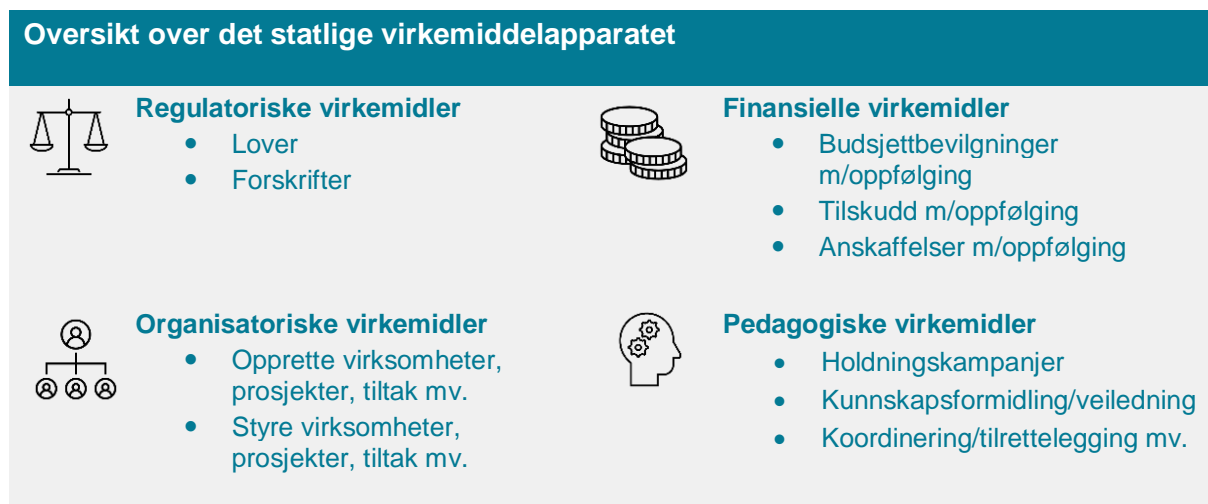 Oversikt over det statlige virkemiddelapparatet
Regulatoriske virkemidler
• Lover
• Forskrifter
Finansielle virkemidler
• Budsjettbevilgninger
m/oppfølging
• Tilskudd m/oppfølging
• Anskaffelser m/oppfølging
Organisatoriske virkemidler
• Opprette virksomheter,
prosjekter, tiltak mv.
• Styre virksomheter,
prosjekter, tiltak mv.
Pedagogiske virkemidler
• Holdningskampanjer
• Kunnskapsformidling/veiledning
• Koordinering/tilrettelegging mv.